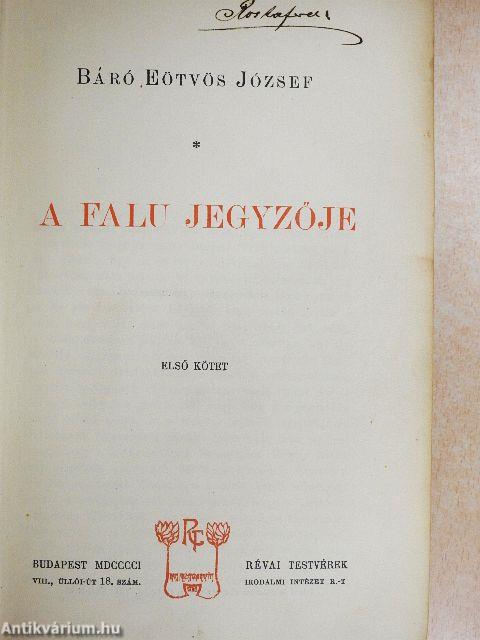 BÁRÓ EÖTVÖS JÓZSEF
*
A FALU JEGYZŐJE
ELSŐ KÖTET
BUDAPEST MDCCCCI
VIII., ÜLLŐI-ÚT 18. SZÁM.
RÉVAI TESTVÉREK
IRODALMI INTÉZET R.-T
Antikvárium.hu